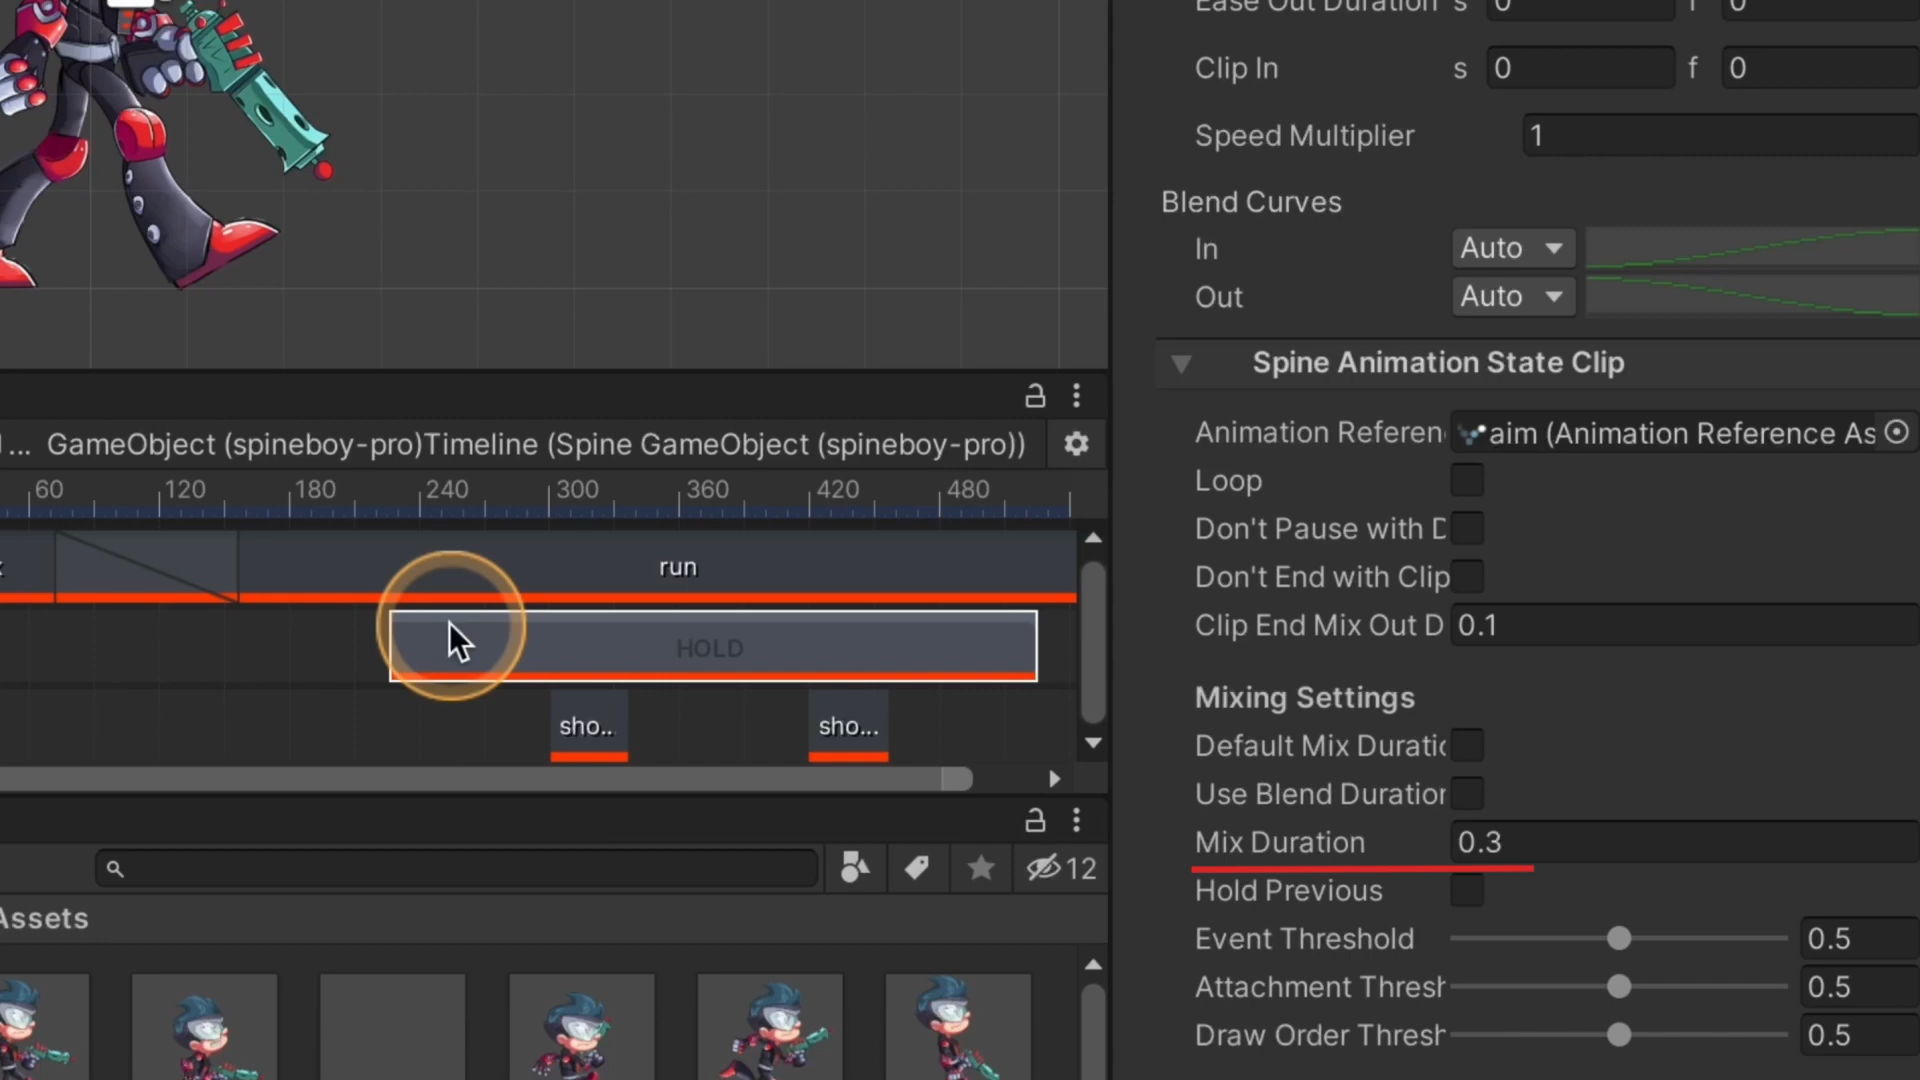 Ease Out Duration s 0 f 0
Clip In s 0 f 0
Speed Multiplier 1
Blend Curves
In Auto
Out Auto
Spine Animation State Clip
Animation Referen aim (Animation Reference As
Loop
Don't Pause with D
Don't End with Clip
Clip End Mix Out D 0.1
Mixing Settings
Default Mix Duratio
Use Blend Duration
Mix Duration 0.3
Hold Previous
Event Threshold 0.5
Attachment Thresh 0.5
Draw Order Thresh 0.5
... GameObject (spineboy-pro)Timeline (Spine GameObject (spineboy-pro))
60 120 180 240 300 360 420 480
run
HOLD
sho.. sho...
12
Assets